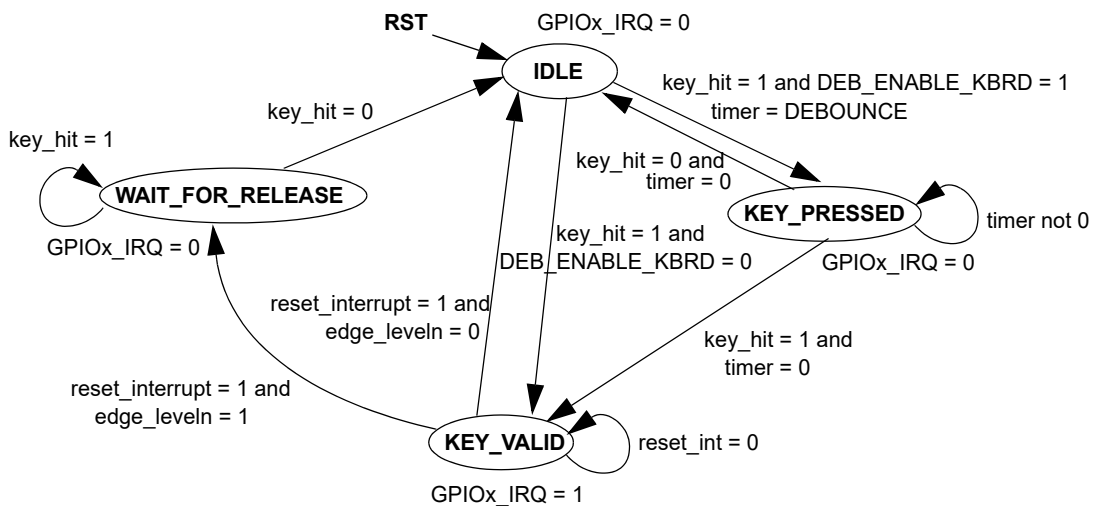 RST
GPIOx_IRQ = 0
IDLE
key_hit = 1 and DEB_ENABLE_KBRD = 1
timer = DEBOUNCE
key_hit = 0
key_hit = 1
key_hit = 0 and
timer = 0
WAIT_FOR_RELEASE
KEY_PRESSED
timer not 0
GPIOx_IRQ = 0
key_hit = 1 and
DEB_ENABLE_KBRD = 0
GPIOx_IRQ = 0
reset_interrupt = 1 and
edge_leveln = 0
key_hit = 1 and
timer = 0
reset_interrupt = 1 and
edge_leveln = 1
KEY_VALID
reset_int = 0
GPIOx_IRQ = 1